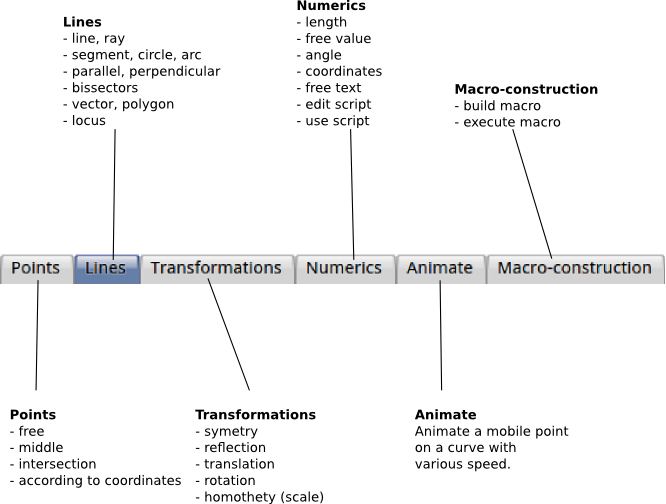 Lines
- line, ray
- segment, circle, arc
- parallel, perpendicular
- bissectors
- vector, polygon
- locus
Numerics
- length
- free value
- angle
- coordinates
- free text
- edit script
- use script
Macro-construction
- build macro
- execute macro
Points Lines Transformations Numerics Animate Macro-construction
Points
- free
- middle
- intersection
- according to coordinates
Transformations
- symetry
- reflection
- translation
- rotation
- homothety (scale)
Animate
Animate a mobile point
on a curve with
various speed.